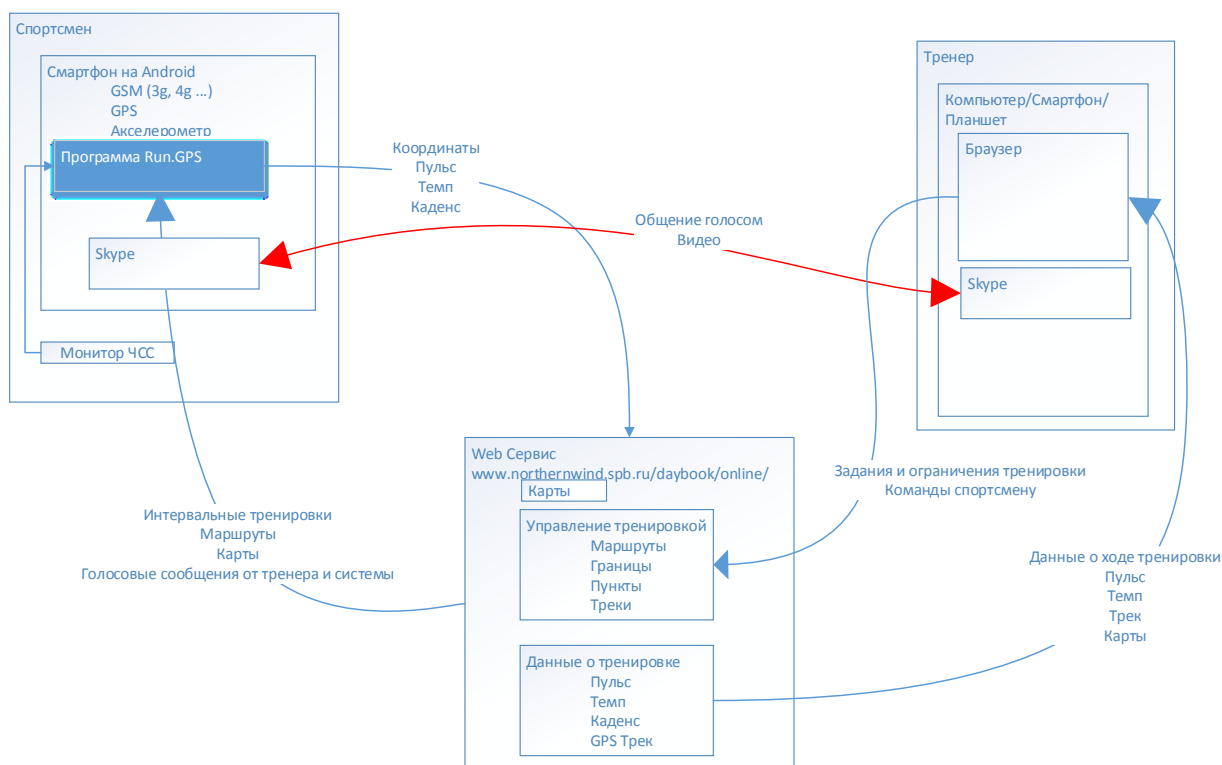 Спортсмен
Смартфон на Android
GSM (3g, 4g ...)
GPS
Акселерометр
Программа Run.GPS
Skype
Монитор ЧСС
Координаты
Пульс
Темп
Каденс
Общение голосом
Видео
Тренер
Компьютер/Смартфон/
Планшет
Браузер
Skype
Web Сервис
www.northernwind.spb.ru/daybook/online/
Карты
Управление тренировкой
Маршруты
Границы
Пункты
Треки
Данные о тренировке
Пульс
Темп
Каденс
GPS Трек
Интервальные тренировки
Маршруты
Карты
Голосовые сообщения от тренера и системы
Задания и ограничения тренировки
Команды спортсмену
Данные о ходе тренировки
Пульс
Темп
Трек
Карты